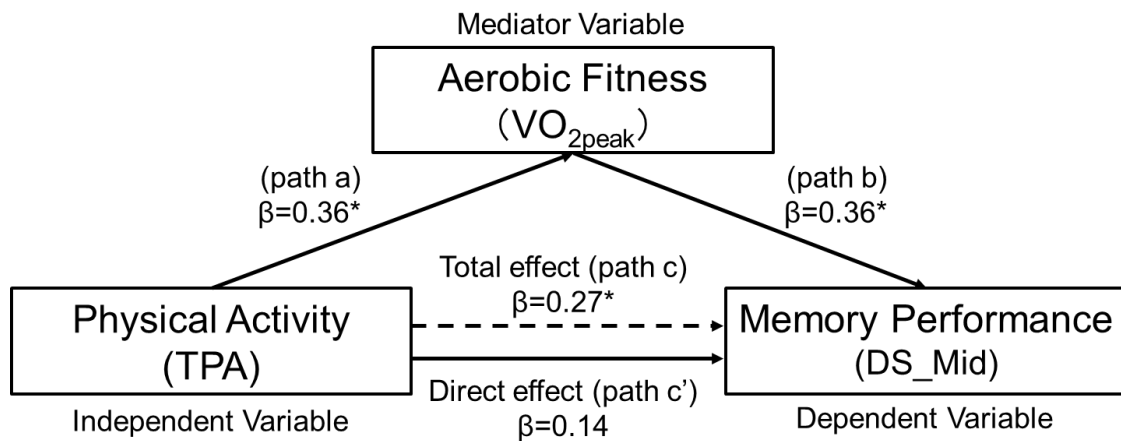 Mediator Variable
Aerobic Fitness
（VO2peak）
(path a)
β=0.36*
(path b)
β=0.36*
Total effect (path c)
β=0.27*
Physical Activity
(TPA)
Memory Performance
(DS_Mid)
Direct effect (path c’)
β=0.14
Independent Variable
Dependent Variable